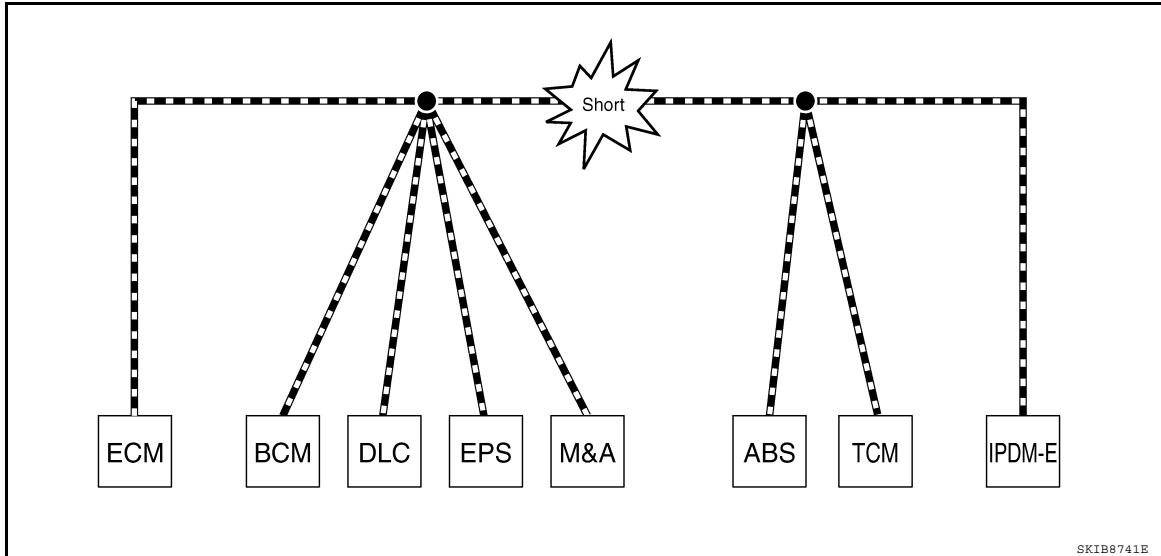 Short
ECM
BCM
DLC
EPS
M&A
ABS
TCM
IPDM-E
SKIB8741E